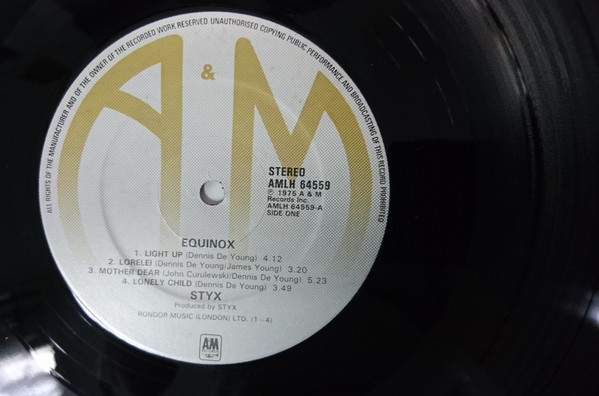 ALL RIGHTS OF THE MANUFACTURER AND OF THE OWNER OF THE RECORDED WORK RESERVED UNAUTHORISED COPYING PUBLIC PERFORMANCE AND BROADCASTING OF THIS RECORD PROHIBITED
A&M
STEREO
AMLH 64559
℗ 1975 A & M
Records Inc.
AMLH 64559-A
SIDE ONE
EQUINOX
1. LIGHT UP (Dennis De Young) 4.12
2. LORELEI (Dennis De Young/James Young) 3.20
3. MOTHER DEAR (John Curulewski/Dennis De Young) 5.23
4. LONELY CHILD (Dennis De Young) 3.49
STYX
Produced by STYX
RONDOR MUSIC (LONDON) LTD. (1-4)
AM